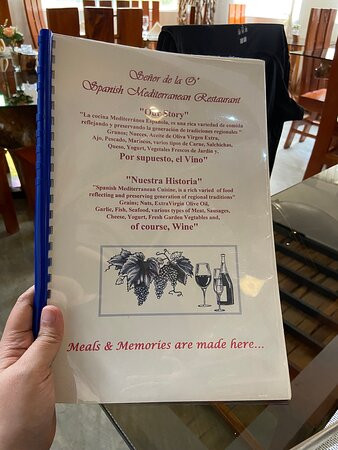 Señor de la O'
Spanish Mediterranean Restaurant
"Our Story"
"La cocina Mediterránea Española, es una rica variedad de comida
reflejando y preservando la generación de tradiciones regionales "
Granos; Nueces, Aceite de Oliva Virgen Extra,
Ajo, Pescado, Mariscos, varios tipos de Carne, Salchichas,
Queso, Yogurt, Vegetales Frescos de Jardín y,
Por supuesto, el Vino"
"Nuestra Historia"
"Spanish Mediterranean Cuisine, is a rich varied of food
reflecting and preserving generation of regional traditions"
Grains; Nuts, ExtraVirgin Olive Oil,
Garlic, Fish, Seafood, various types of Meat, Sausages,
Cheese, Yogurt, Fresh Garden Vegtables and,
of course, Wine"
Meals & Memories are made here...